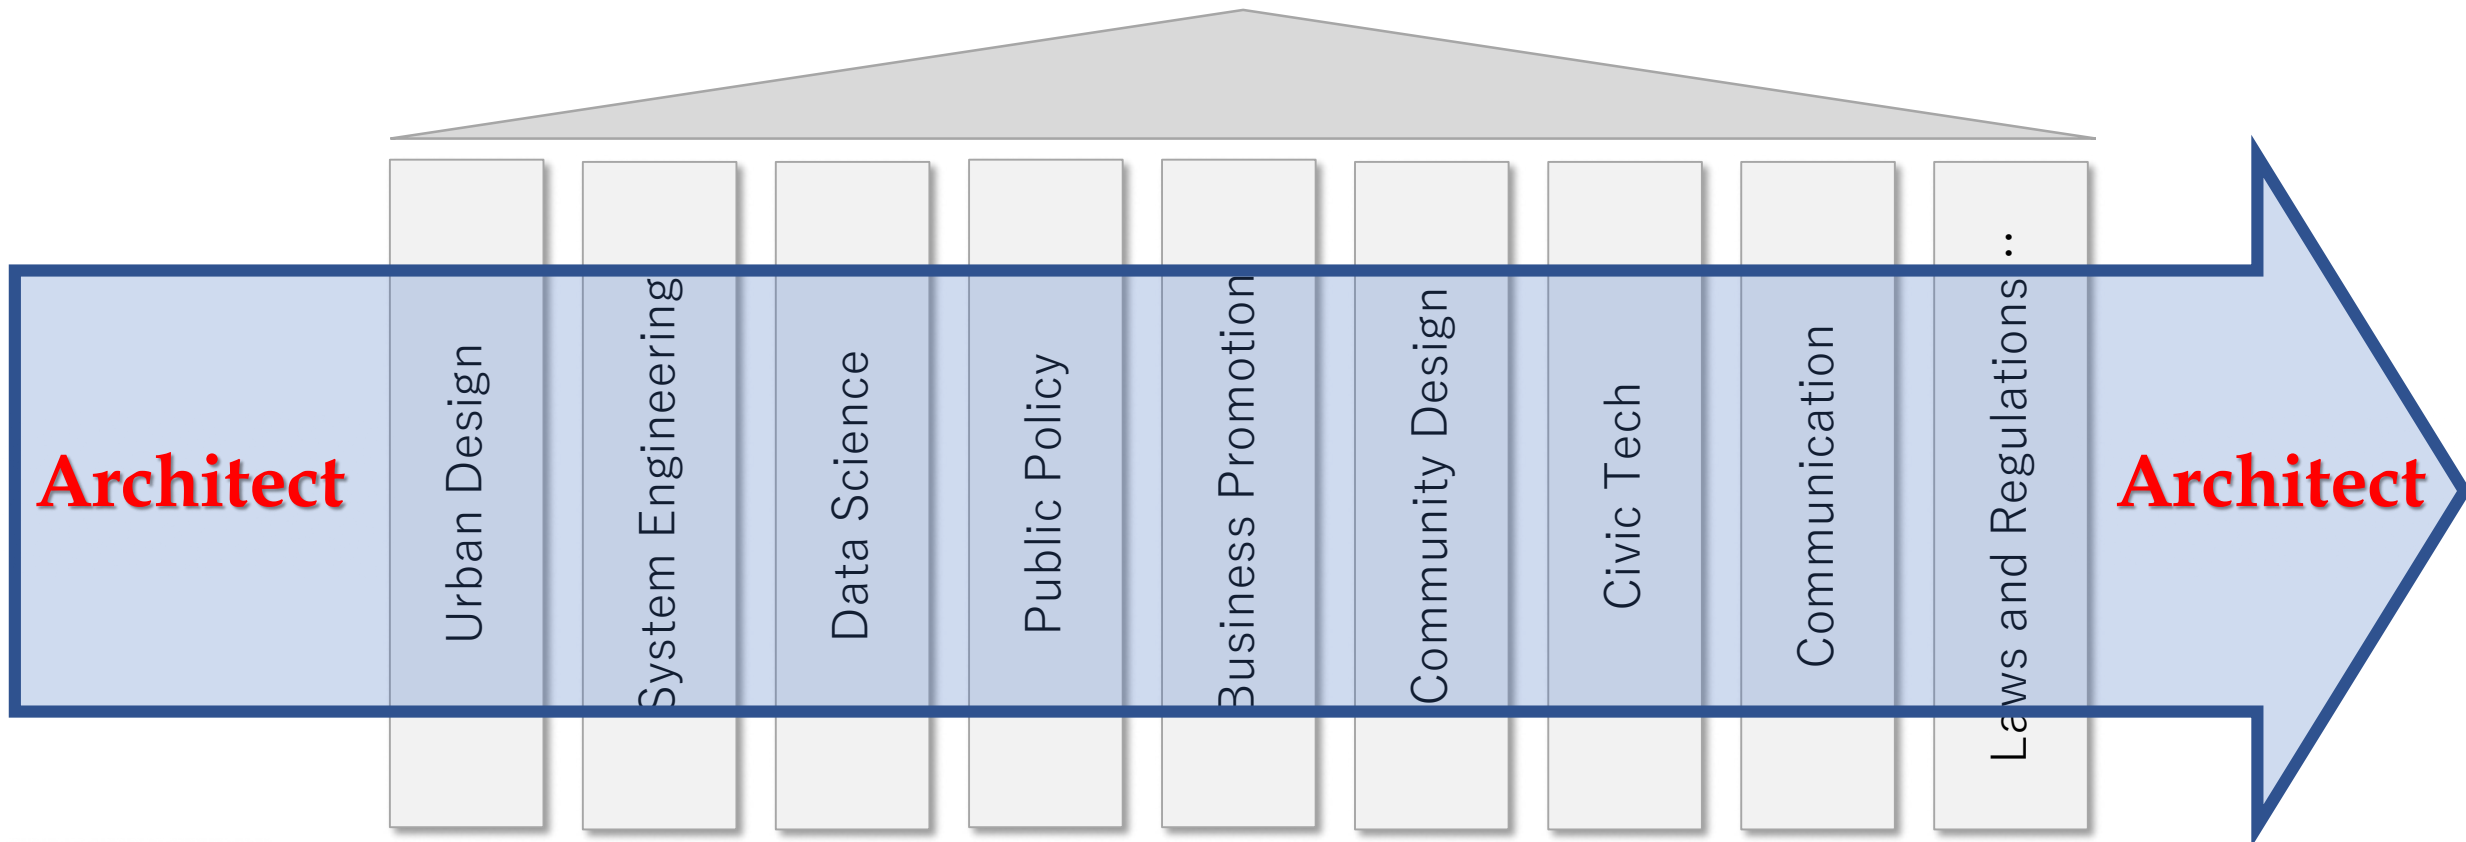 Architect
Urban Design
System Engineering
Data Science
Public Policy
Business Promotion
Community Design
Civic Tech
Communication
Laws and Regulations…
Architect